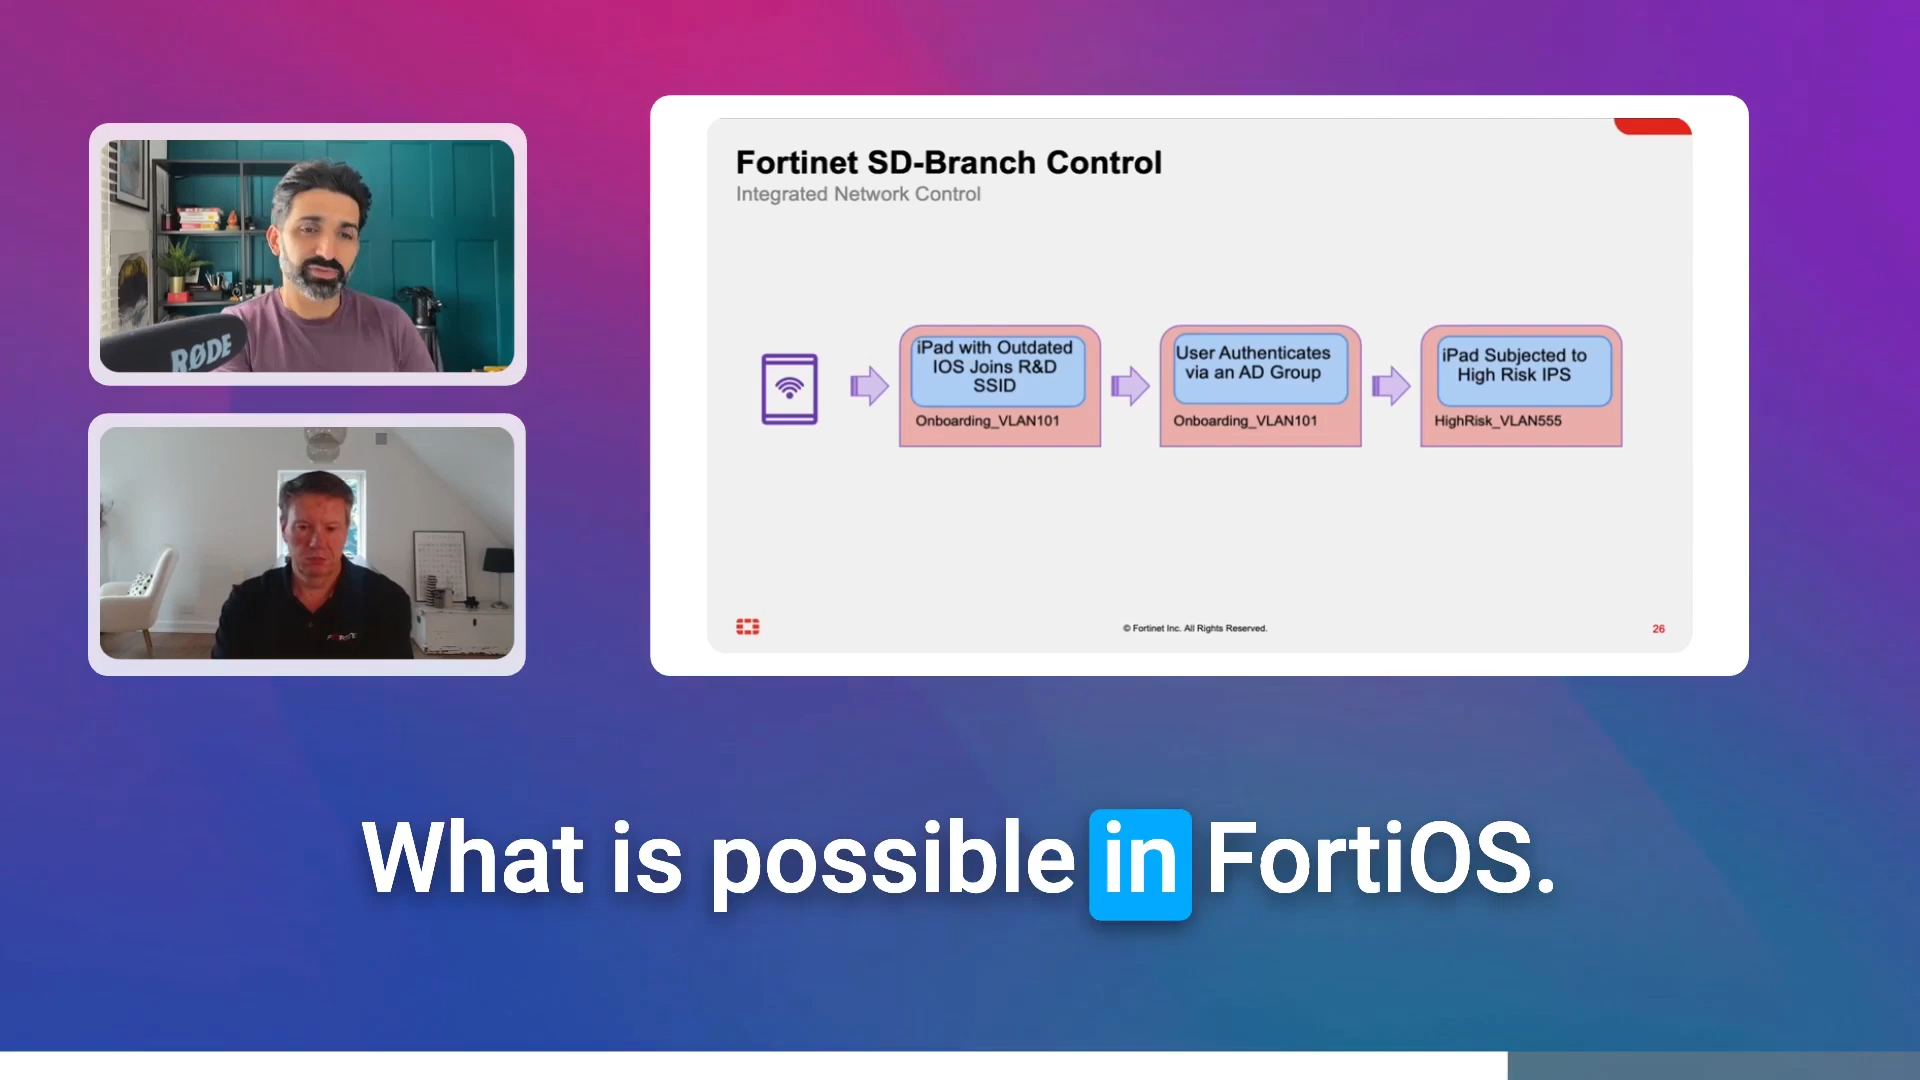 RØDE
Fortinet SD-Branch Control
Integrated Network Control
iPad with Outdated
IOS Joins R&D
SSID
Onboarding_VLAN101
User Authenticates
via an AD Group
Onboarding_VLAN101
iPad Subjected to
High Risk IPS
HighRisk_VLAN555
© Fortinet Inc. All Rights Reserved.
26
What is possible in FortiOS.